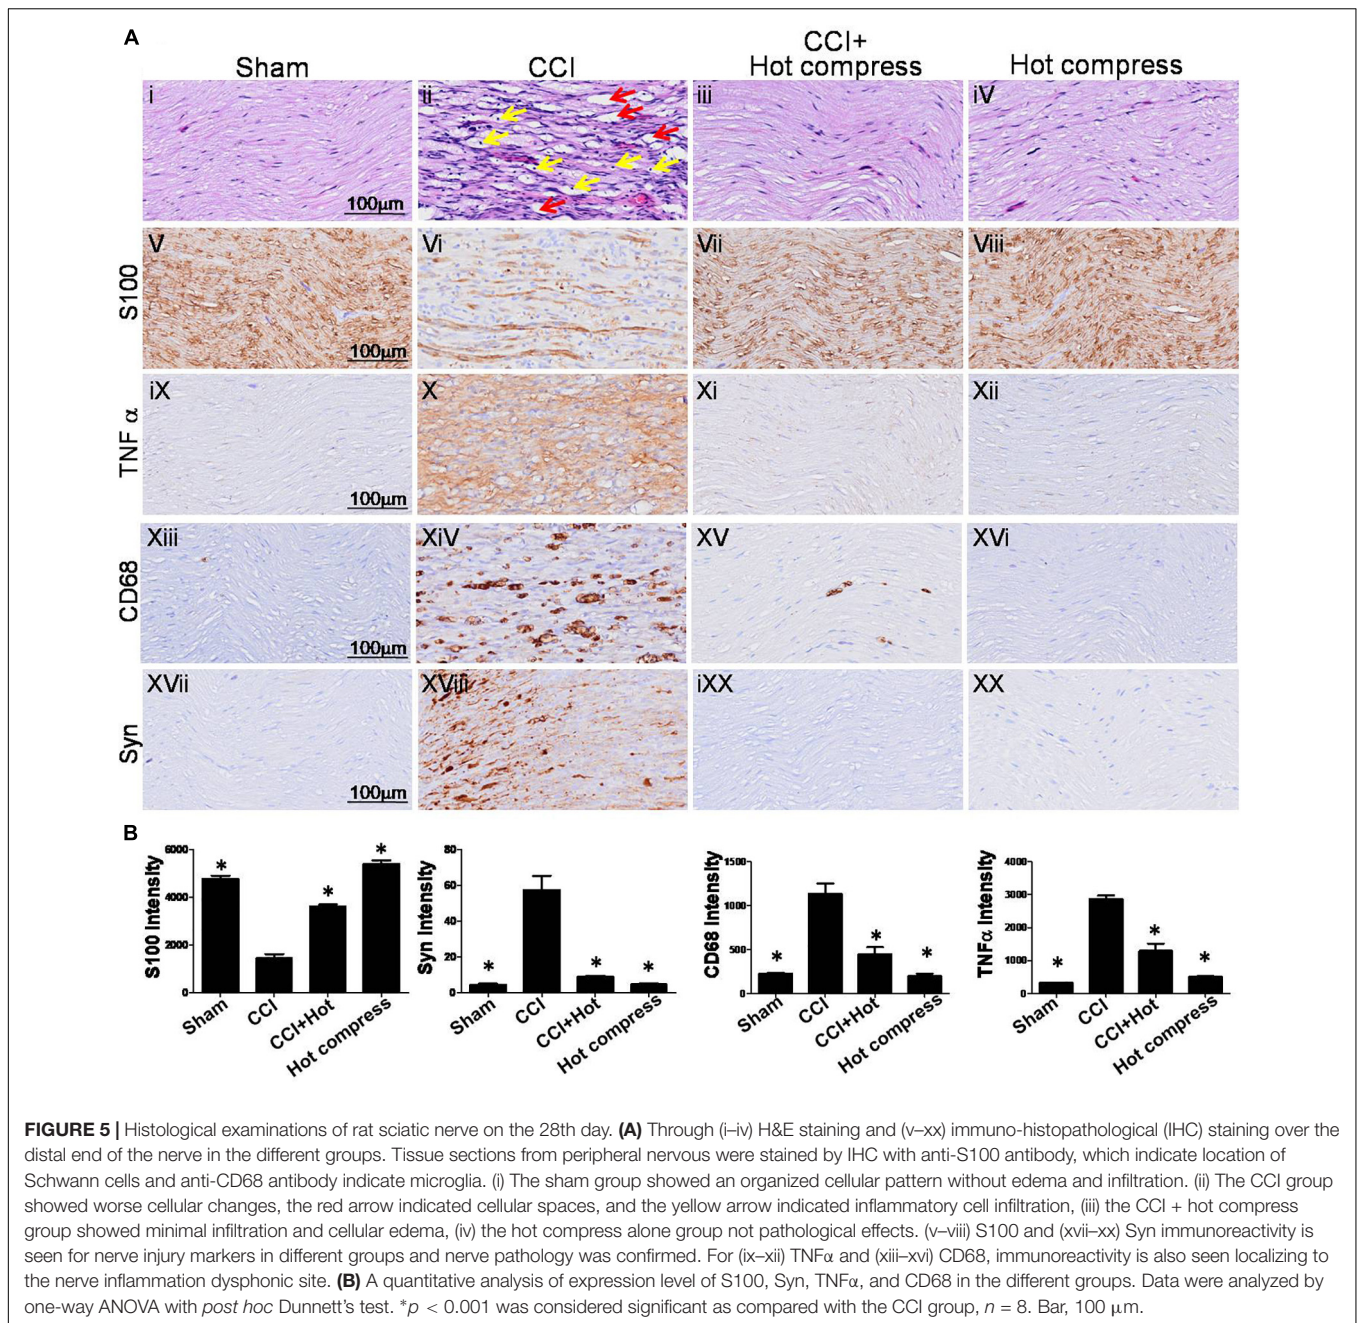 A
Sham
CCI
CCI+
Hot compress
Hot compress
i
ii
iii
iV
100µm
S100
V
Vi
Vii
Viii
100µm
TNF α
iX
X
Xi
Xii
100µm
CD68
Xiii
XiV
XV
XVi
100µm
Syn
XVii
XViii
iXX
XX
100µm
B
S100 Intensity
6000
4000
2000
0
*
*
*
Sham
CCI
CCI+Hot
Hot compress
Syn Intensity
80
60
40
20
0
*
*
*
Sham
CCI
CCI+Hot
Hot compress
CD68 Intensity
1500
1000
500
0
*
*
*
Sham
CCI
CCI+Hot
Hot compress
TNFα Intensity
4000
3000
2000
1000
0
*
*
*
Sham
CCI
CCI+Hot
Hot compress
FIGURE 5 | Histological examinations of rat sciatic nerve on the 28th day. (A) Through (i–iv) H&E staining and (v–xx) immuno-histopathological (IHC) staining over the
distal end of the nerve in the different groups. Tissue sections from peripheral nervous were stained by IHC with anti-S100 antibody, which indicate location of
Schwann cells and anti-CD68 antibody indicate microglia. (i) The sham group showed an organized cellular pattern without edema and infiltration. (ii) The CCI group
showed worse cellular changes, the red arrow indicated cellular spaces, and the yellow arrow indicated inflammatory cell infiltration, (iii) the CCI + hot compress
group showed minimal infiltration and cellular edema, (iv) the hot compress alone group not pathological effects. (v–viii) S100 and (xvii–xx) Syn immunoreactivity is
seen for nerve injury markers in different groups and nerve pathology was confirmed. For (ix–xii) TNFα and (xiii–xvi) CD68, immunoreactivity is also seen localizing to
the nerve inflammation dysphonic site. (B) A quantitative analysis of expression level of S100, Syn, TNFα, and CD68 in the different groups. Data were analyzed by
one-way ANOVA with post hoc Dunnett's test. *p < 0.001 was considered significant as compared with the CCI group, n = 8. Bar, 100 µm.